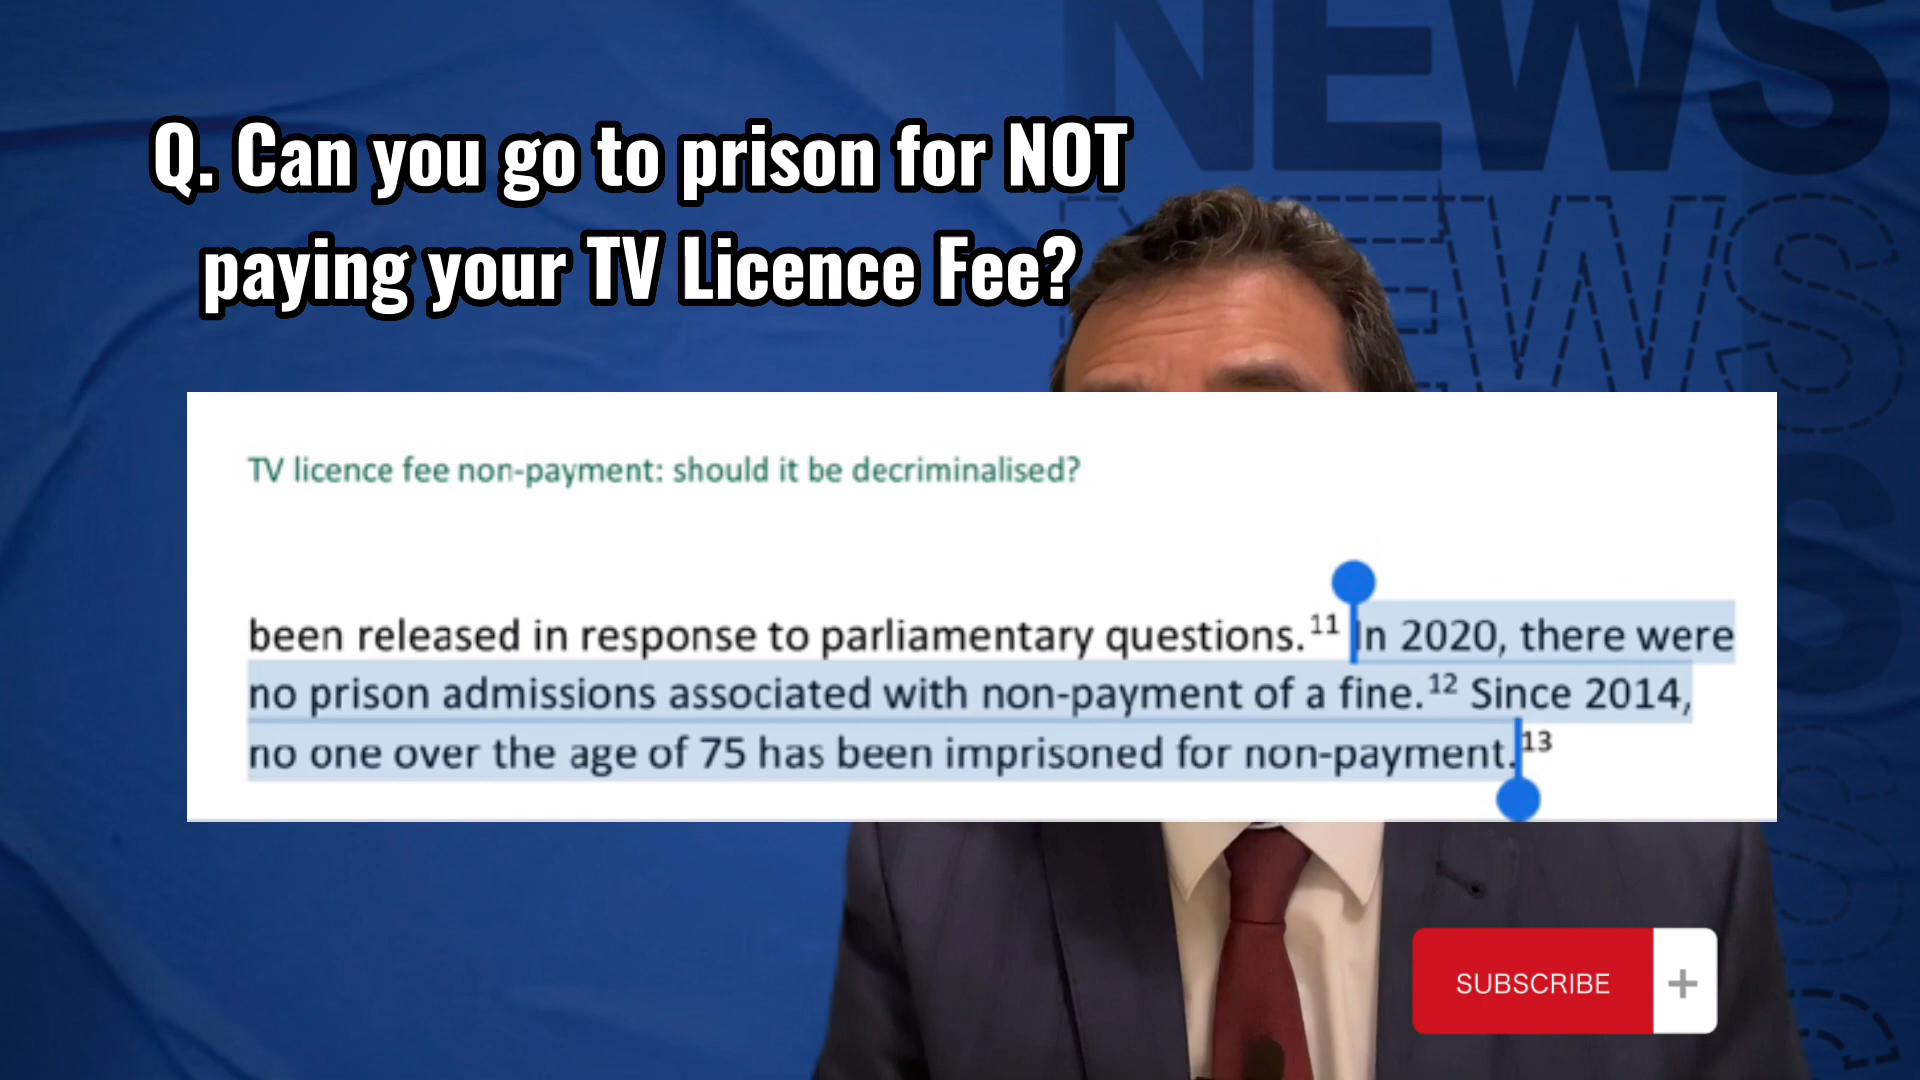 NEWS
NEWS
Q. Can you go to prison for NOT
paying your TV Licence Fee?
TV licence fee non-payment: should it be decriminalised?
been released in response to parliamentary questions.11 In 2020, there were
no prison admissions associated with non-payment of a fine.12 Since 2014,
no one over the age of 75 has been imprisoned for non-payment.13
SUBSCRIBE +